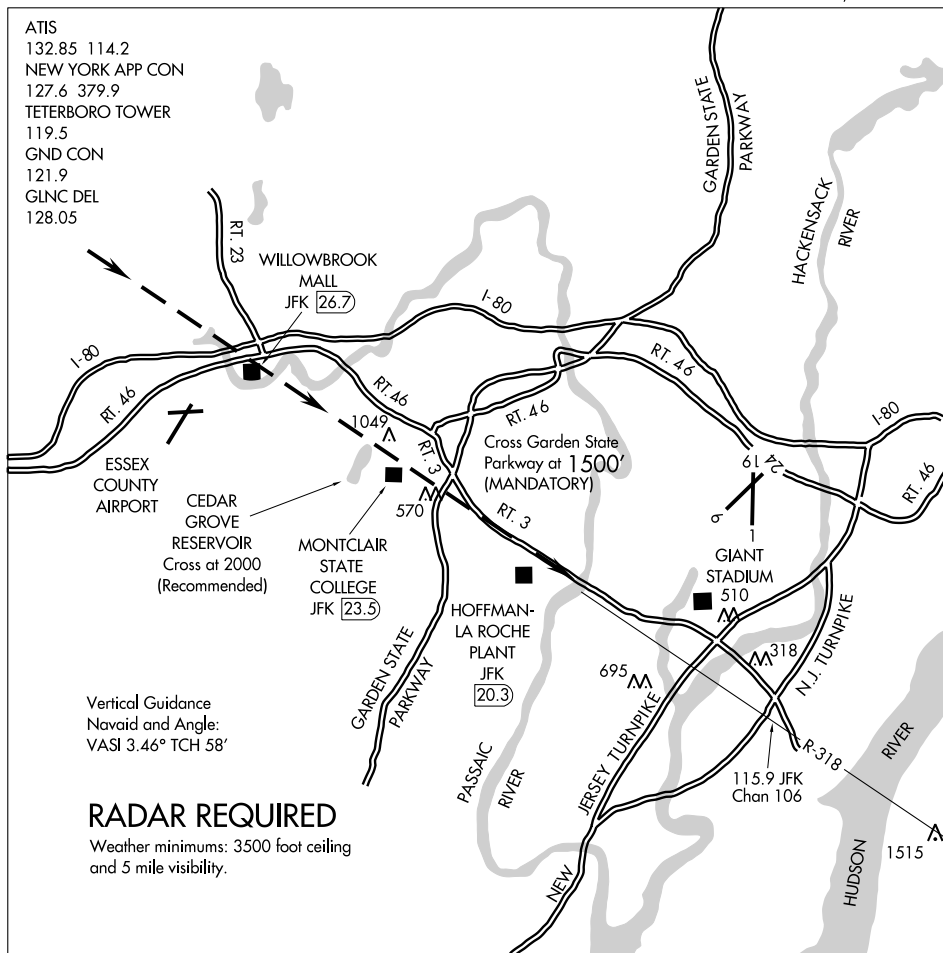 ATIS
132.85 114.2
NEW YORK APP CON
127.6 379.9
TETERBORO TOWER
119.5
GND CON
121.9
GLNC DEL
128.05
GARDEN STATE
PARKWAY
HACKENSACK
RIVER
RT. 23
WILLOWBROOK
MALL
JFK 26.7
I-80
I-80
RT. 46
RT. 46
RT. 46
RT. 46
I-80
RT. 46
ESSEX
COUNTY
AIRPORT
1049
RT. 3
Cross Garden State
Parkway at 1500'
(MANDATORY)
19
24
6
1
CEDAR
GROVE
RESERVOIR
Cross at 2000
(Recommended)
570
MONTCLAIR
STATE
COLLEGE
JFK 23.5
RT. 3
HOFFMAN-
LA ROCHE
PLANT
JFK
20.3
GIANT
STADIUM
510
318
695
GARDEN STATE
PARKWAY
PASSAIC
RIVER
NEW
JERSEY TURNPIKE
N.J. TURNPIKE
R-318
115.9 JFK
Chan 106
HUDSON
RIVER
1515
Vertical Guidance
Navaid and Angle:
VASI 3.46° TCH 58'
RADAR REQUIRED
Weather minimums: 3500 foot ceiling
and 5 mile visibility.